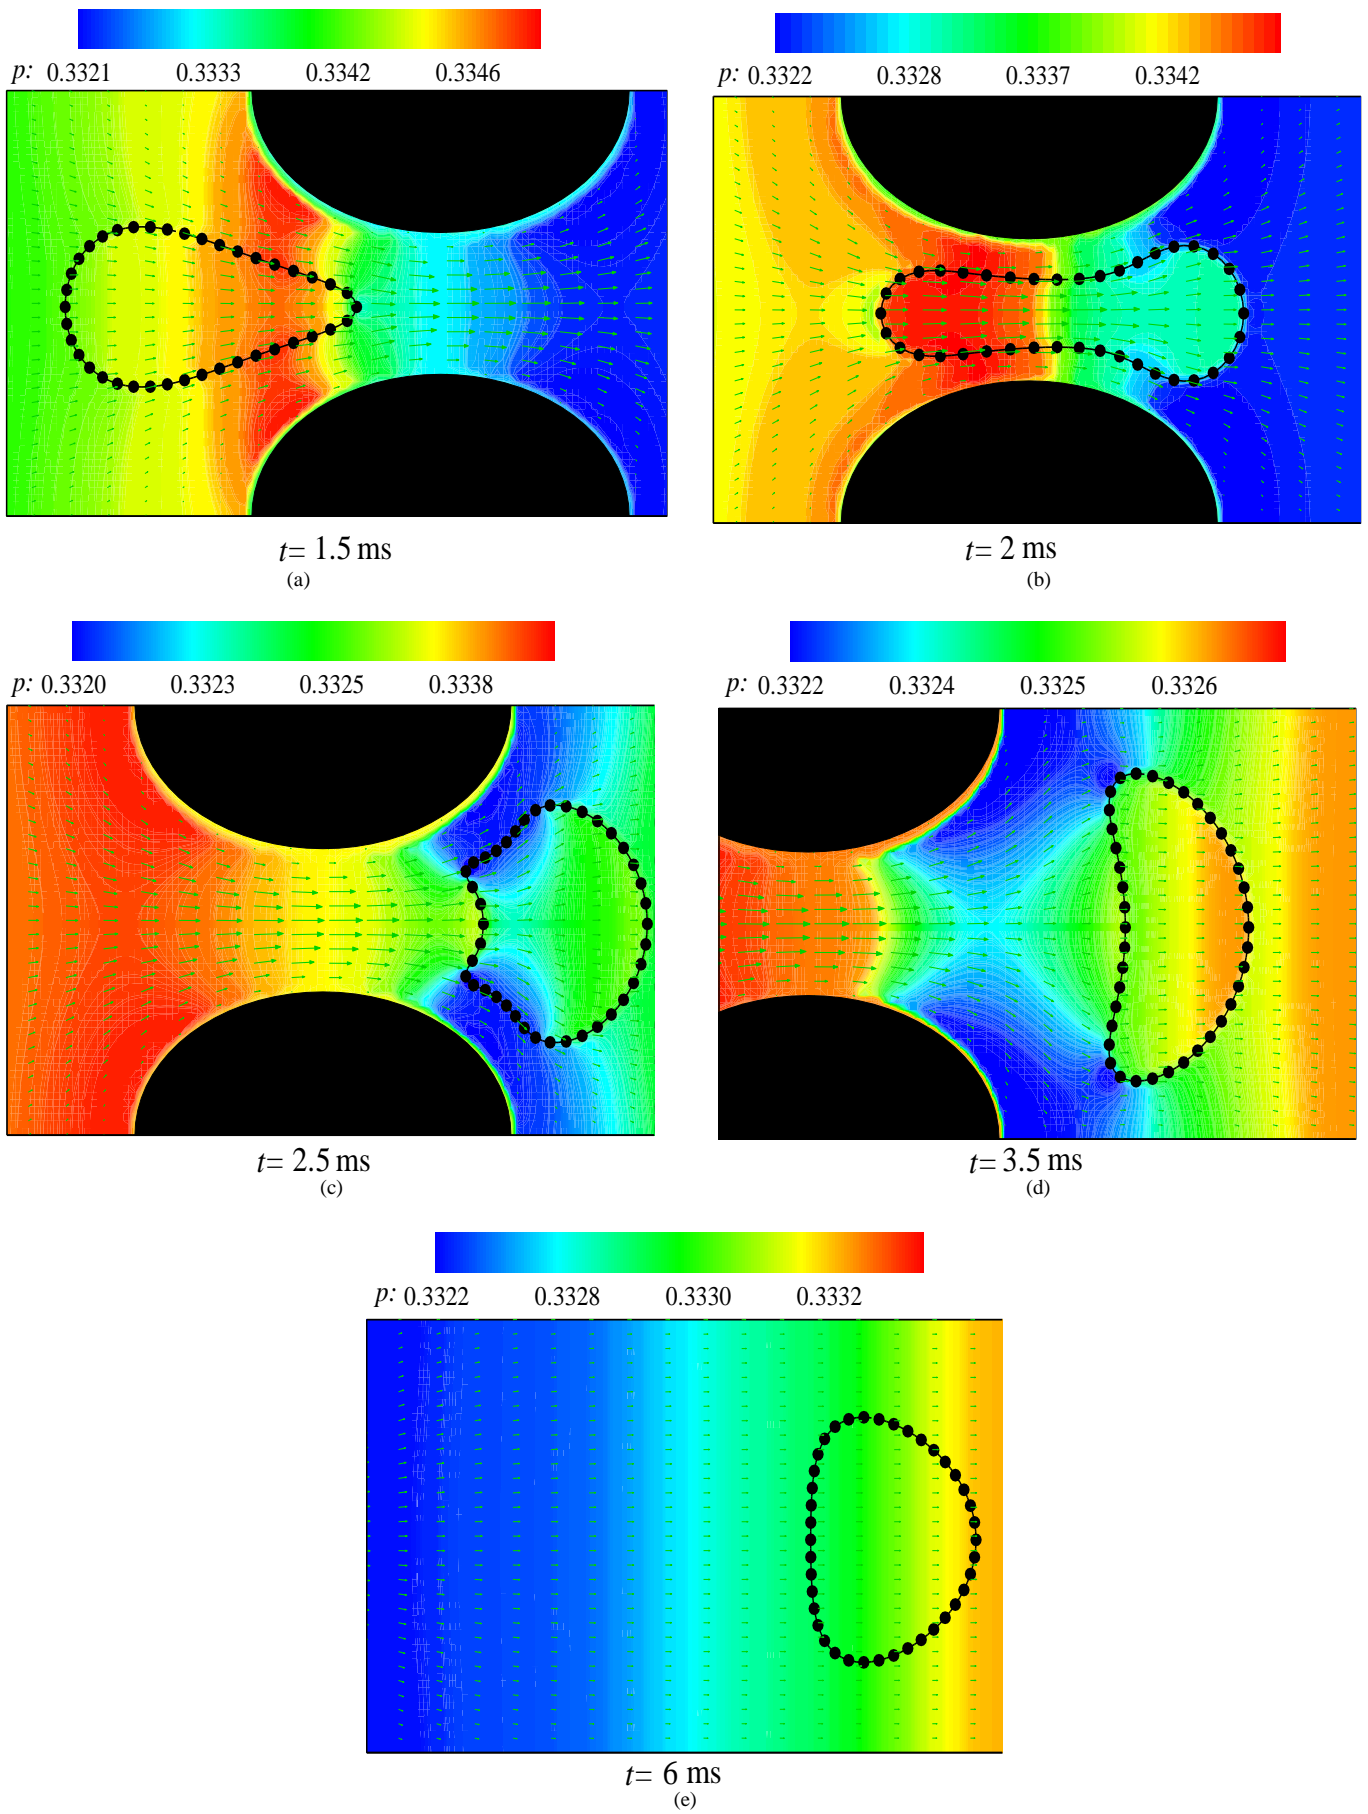 p: 0.3321 0.3333 0.3342 0.3346
t= 1.5 ms
(a)
p: 0.3322 0.3328 0.3337 0.3342
t= 2 ms
(b)
p: 0.3320 0.3323 0.3325 0.3338
t= 2.5 ms
(c)
p: 0.3322 0.3324 0.3325 0.3326
t= 3.5 ms
(d)
p: 0.3322 0.3328 0.3330 0.3332
t= 6 ms
(e)